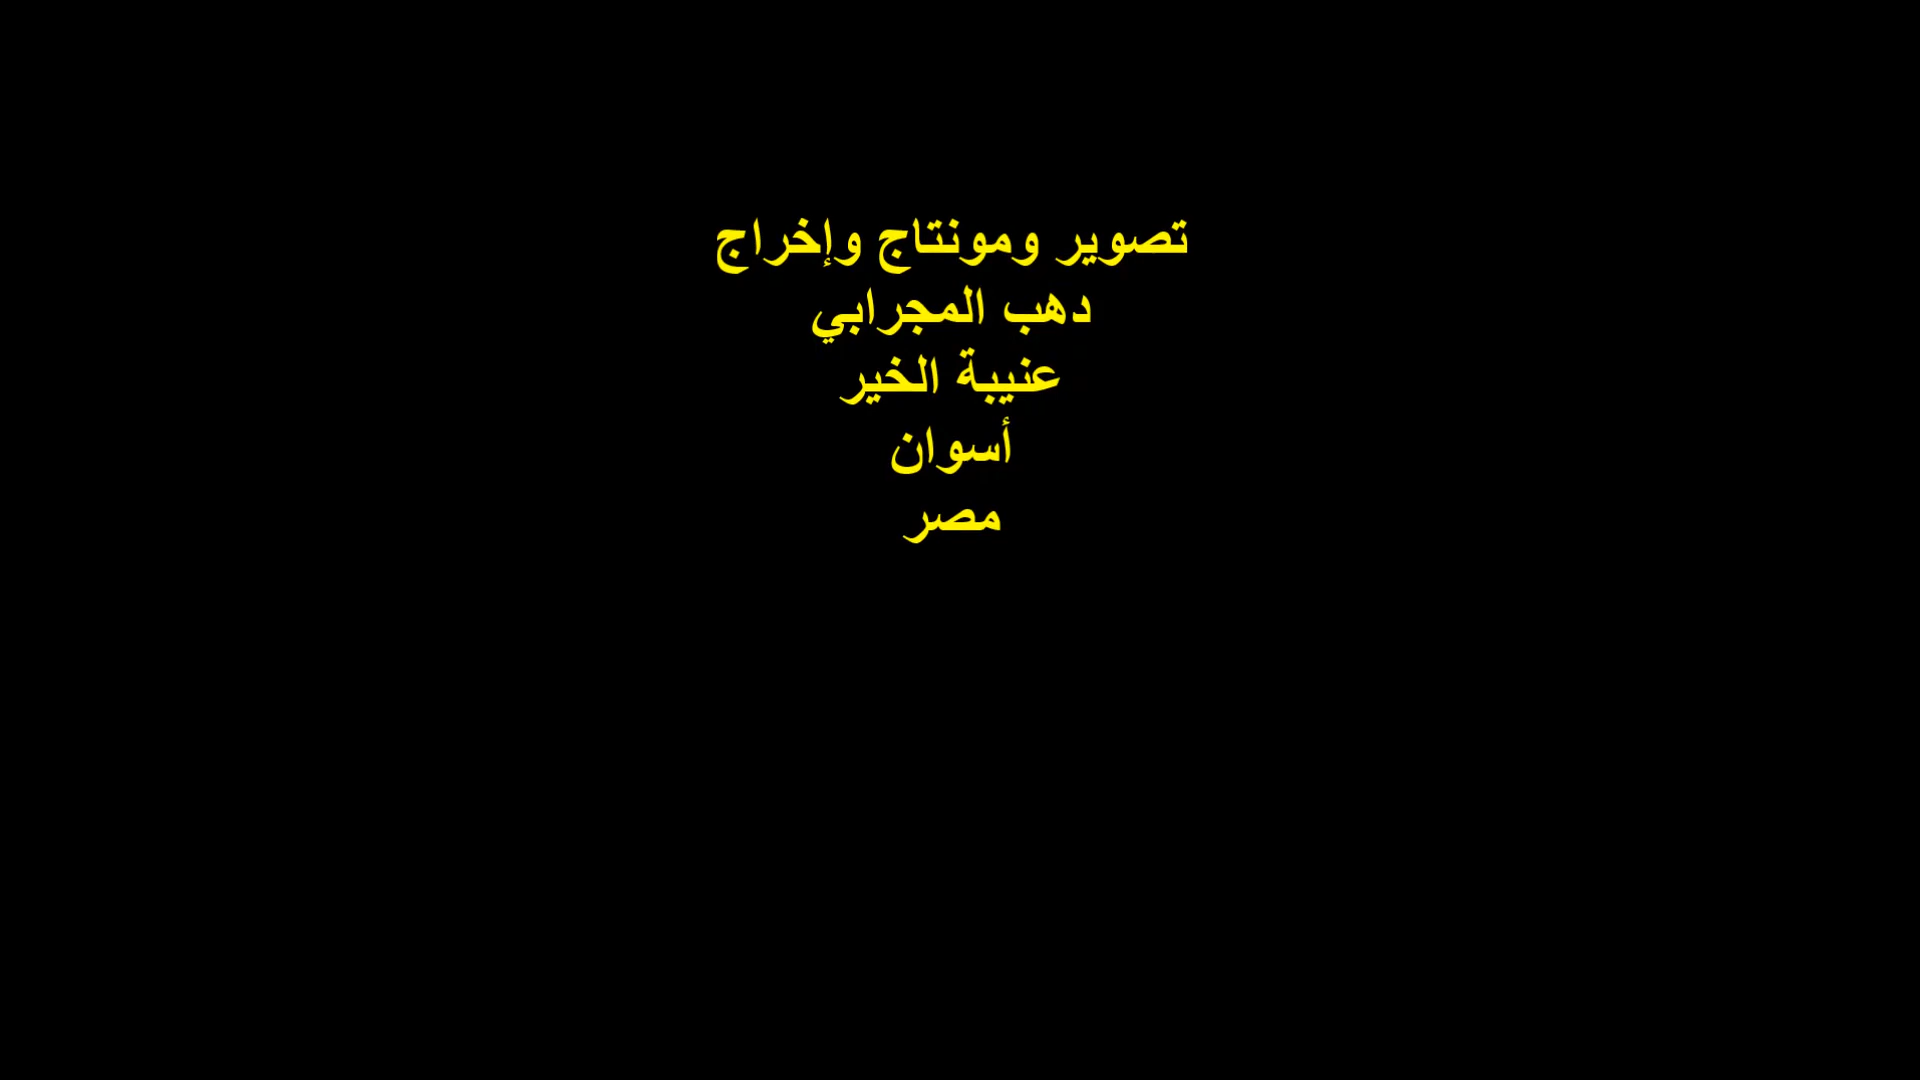 تصوير ومونتاج وإخراج
دهب المجرابي
عنيبة الخير
أسوان
مصر